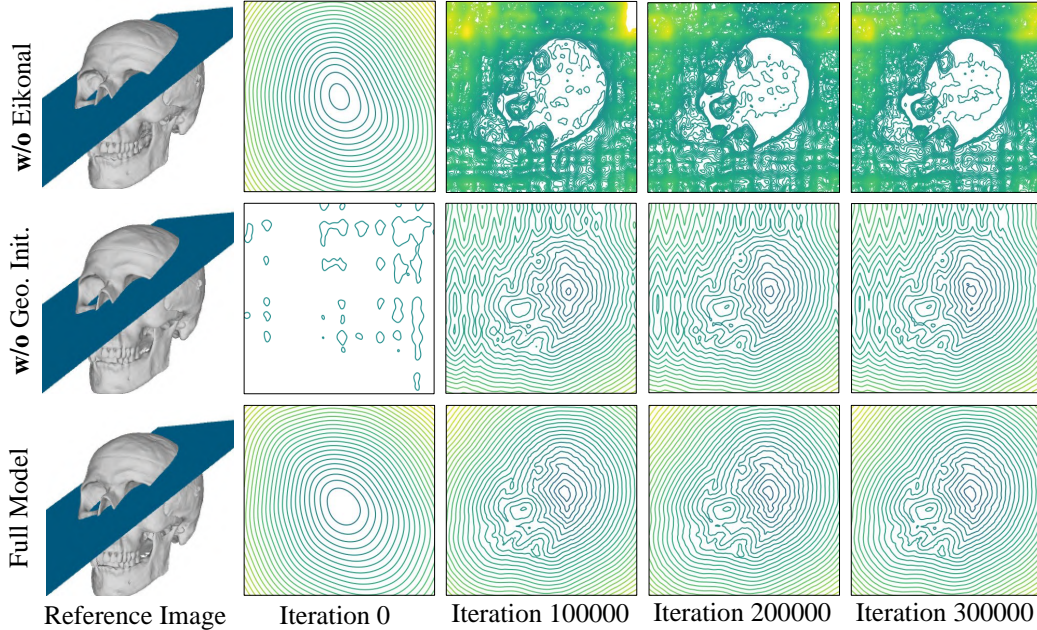 w/o Eikonal
w/o Geo. Init.
Full Model
Reference Image
Iteration 0
Iteration 100000
Iteration 200000
Iteration 300000